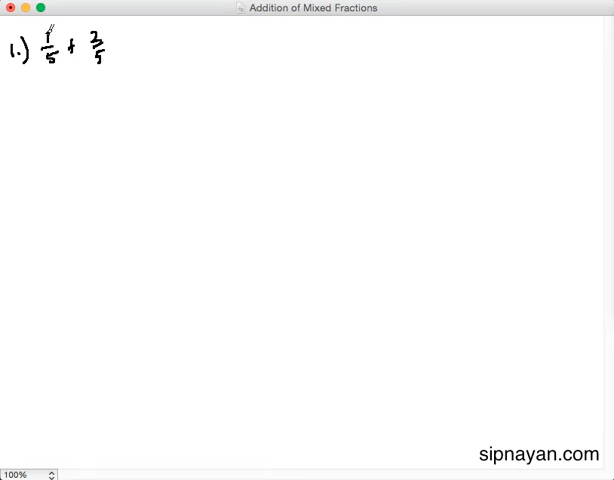 Addition of Mixed Fractions
1.) 1/5 + 2/5
sipnayan.com
100%